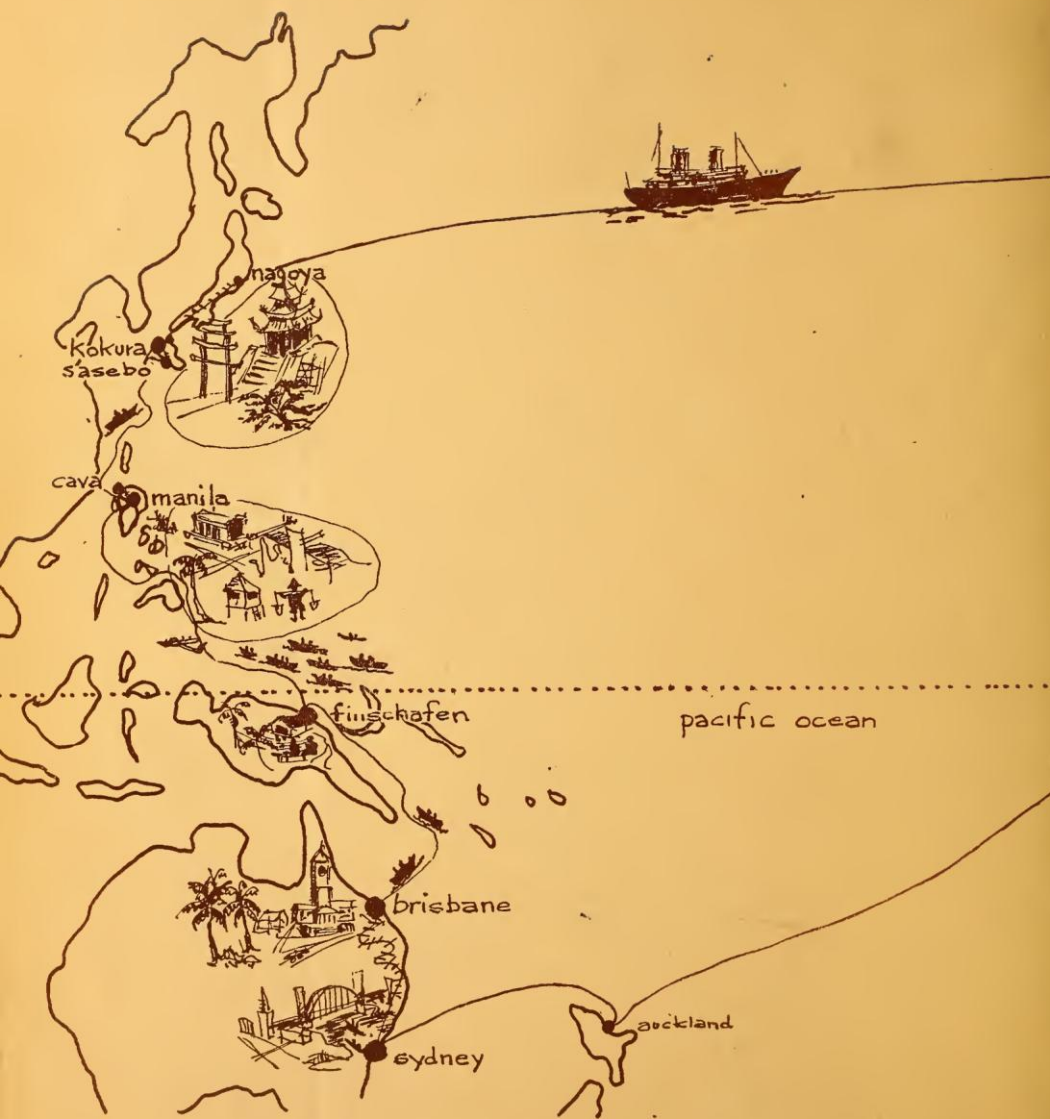 nagoya
Kokura
sasebo
cava
manila
finschafen
pacific ocean
brisbane
auckland
sydney